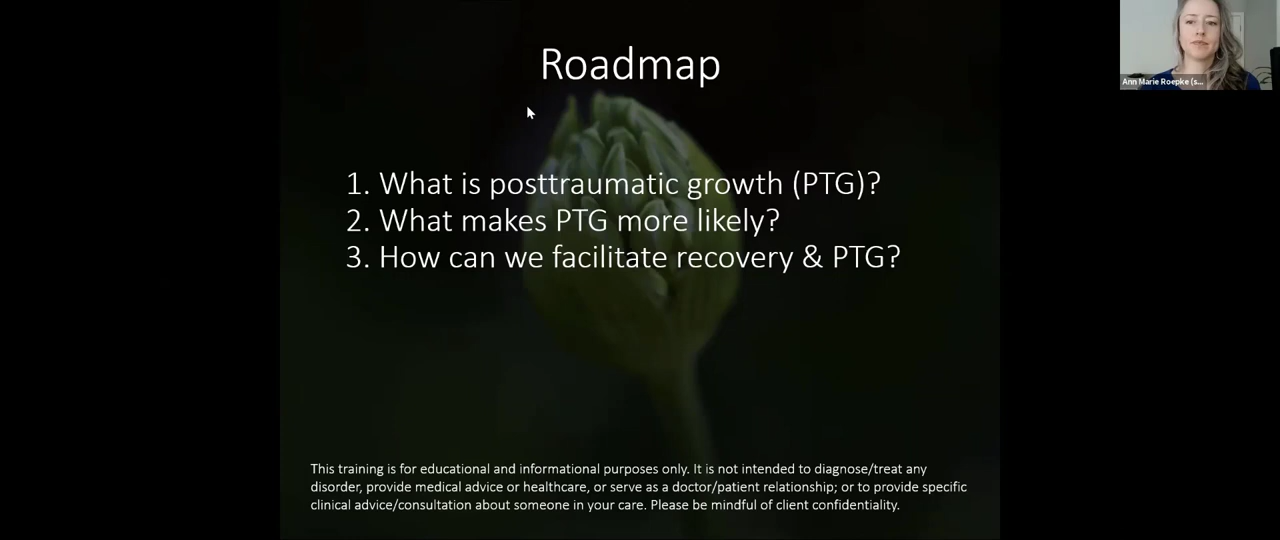 Roadmap
Ann Marie Roepke (s...
1. What is posttraumatic growth (PTG)?
2. What makes PTG more likely?
3. How can we facilitate recovery & PTG?
This training is for educational and informational purposes only. It is not intended to diagnose/treat any
disorder, provide medical advice or healthcare, or serve as a doctor/patient relationship; or to provide specific
clinical advice/consultation about someone in your care. Please be mindful of client confidentiality.